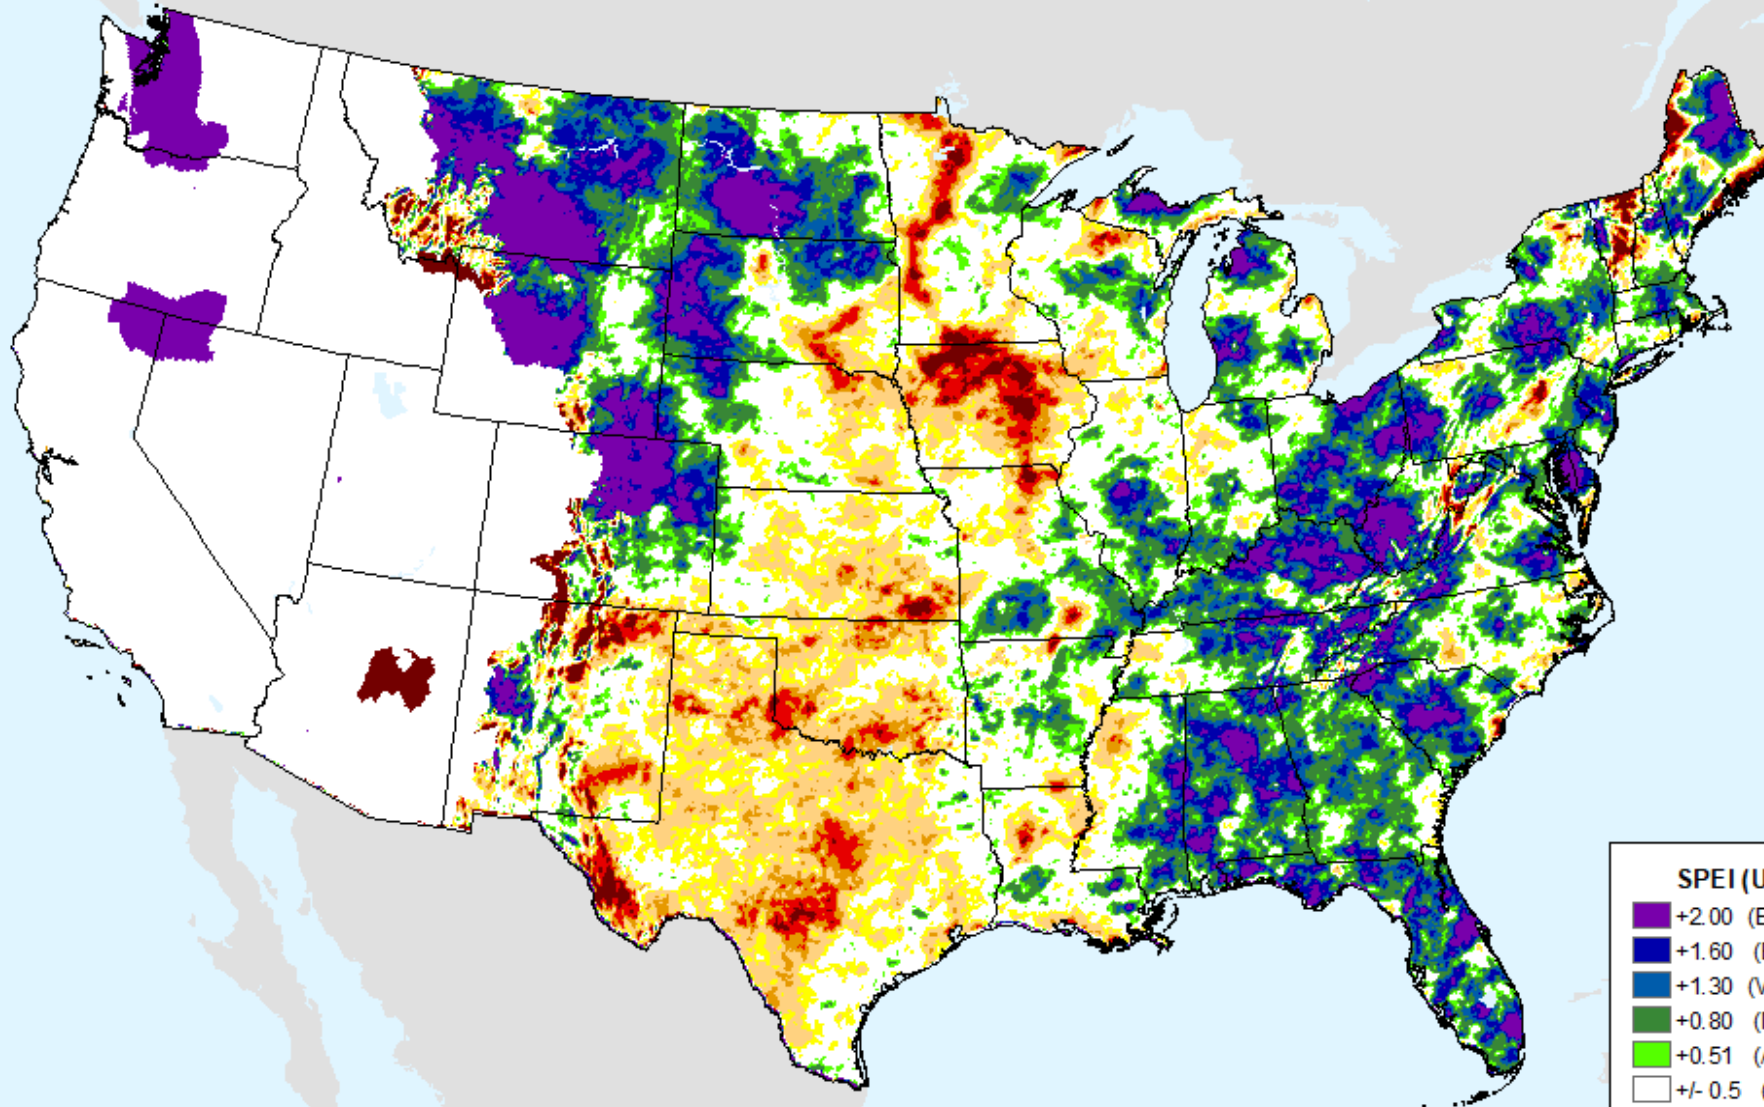 SPEI (U
+2.00 (E
+1.60 (
+1.30 (V
+0.80 (
+0.51 (
+/- 0.5 (